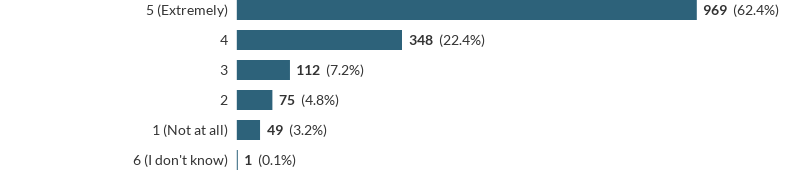 5 (Extremely) 969 (62.4%)
4 348 (22.4%)
3 112 (7.2%)
2 75 (4.8%)
1 (Not at all) 49 (3.2%)
6 (I don't know) 1 (0.1%)